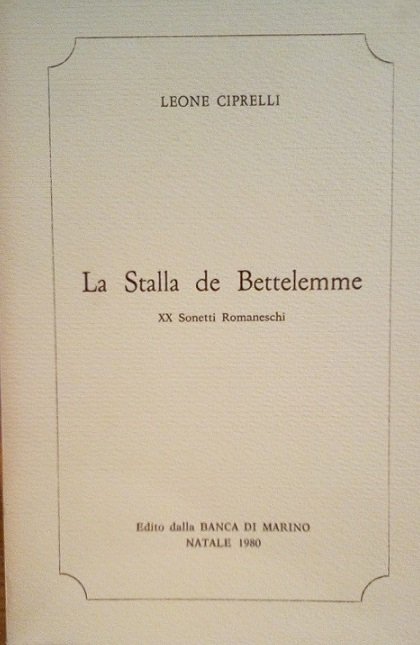 LEONE CIPRELLI
La Stalla de Bettelemme
XX Sonetti Romaneschi
Edito dalla BANCA DI MARINO
NATALE 1980